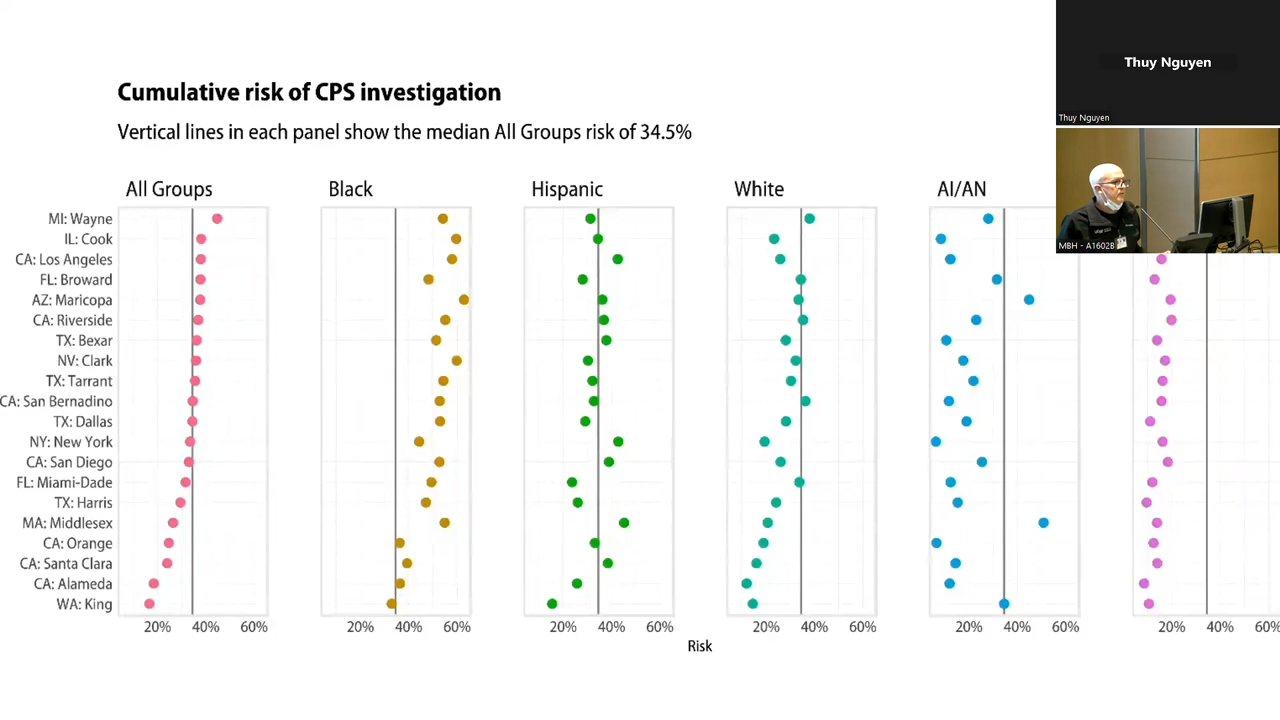 Thuy Nguyen
Thuy Nguyen
MBH - A1602B
Cumulative risk of CPS investigation
Vertical lines in each panel show the median All Groups risk of 34.5%
All Groups
Black
Hispanic
White
AI/AN
MI: Wayne
IL: Cook
CA: Los Angeles
FL: Broward
AZ: Maricopa
CA: Riverside
TX: Bexar
NV: Clark
TX: Tarrant
CA: San Bernadino
TX: Dallas
NY: New York
CA: San Diego
FL: Miami-Dade
TX: Harris
MA: Middlesex
CA: Orange
CA: Santa Clara
CA: Alameda
WA: King
20% 40% 60% 20% 40% 60% 20% 40% 60% 20% 40% 60% 20% 40% 60% 20% 40% 60%
Risk